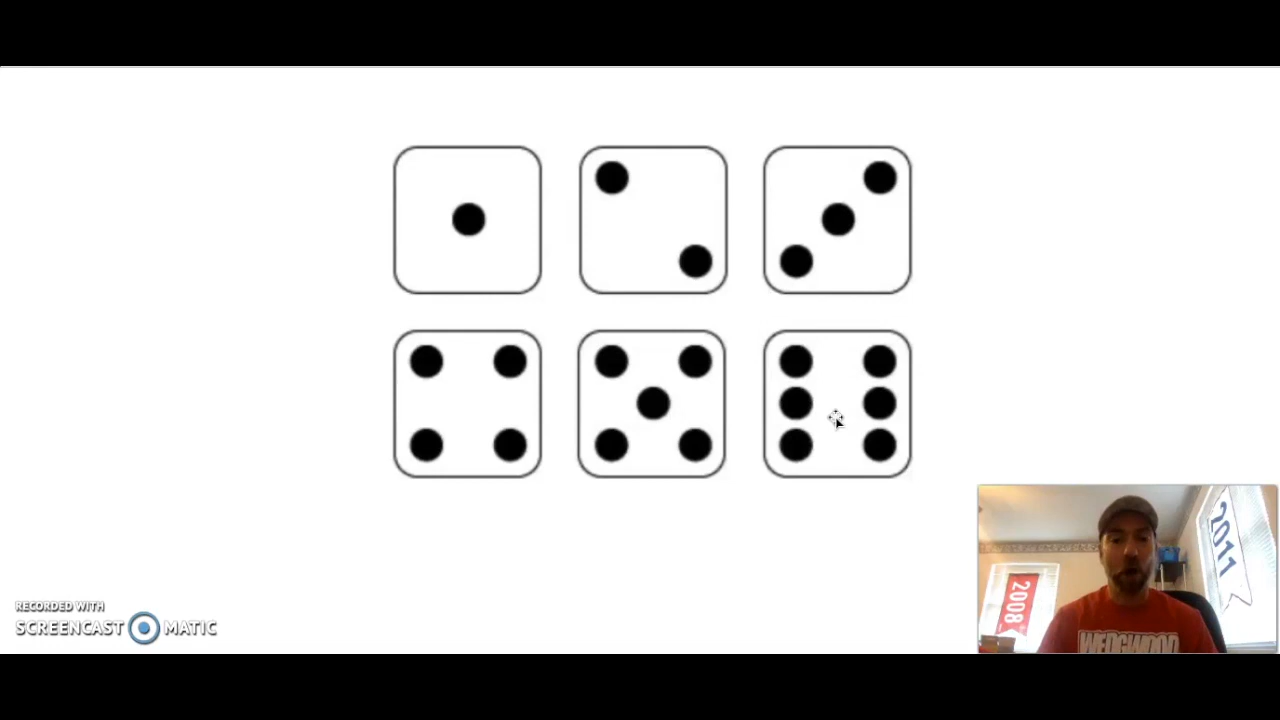 RECORDED WITH
SCREENCAST MATIC
2011
2008
WEDGWOOD